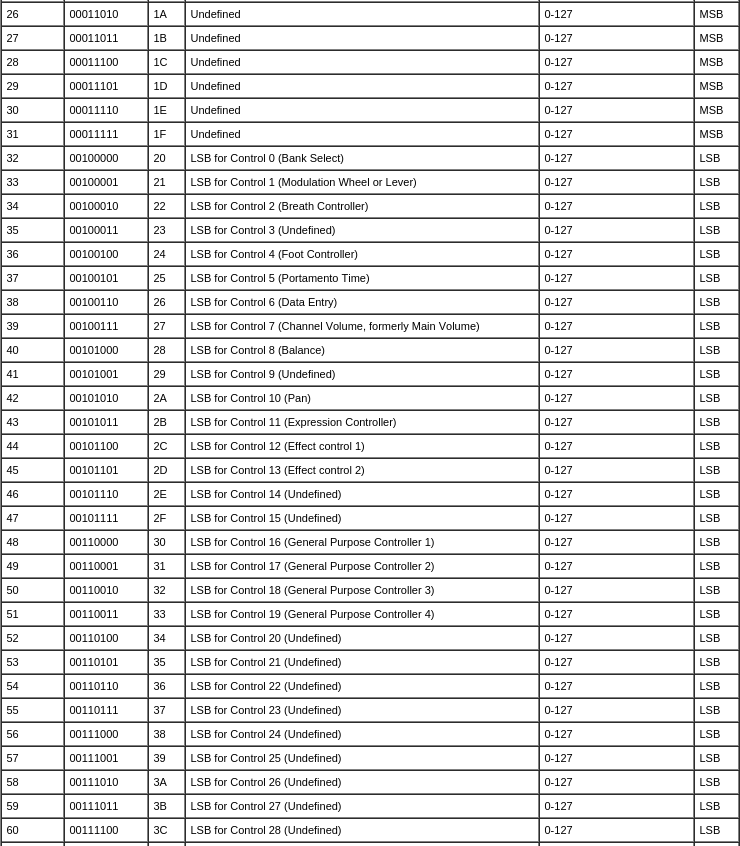 26 00011010 1A Undefined 0-127 MSB
27 00011011 1B Undefined 0-127 MSB
28 00011100 1C Undefined 0-127 MSB
29 00011101 1D Undefined 0-127 MSB
30 00011110 1E Undefined 0-127 MSB
31 00011111 1F Undefined 0-127 MSB
32 00100000 20 LSB for Control 0 (Bank Select) 0-127 LSB
33 00100001 21 LSB for Control 1 (Modulation Wheel or Lever) 0-127 LSB
34 00100010 22 LSB for Control 2 (Breath Controller) 0-127 LSB
35 00100011 23 LSB for Control 3 (Undefined) 0-127 LSB
36 00100100 24 LSB for Control 4 (Foot Controller) 0-127 LSB
37 00100101 25 LSB for Control 5 (Portamento Time) 0-127 LSB
38 00100110 26 LSB for Control 6 (Data Entry) 0-127 LSB
39 00100111 27 LSB for Control 7 (Channel Volume, formerly Main Volume) 0-127 LSB
40 00101000 28 LSB for Control 8 (Balance) 0-127 LSB
41 00101001 29 LSB for Control 9 (Undefined) 0-127 LSB
42 00101010 2A LSB for Control 10 (Pan) 0-127 LSB
43 00101011 2B LSB for Control 11 (Expression Controller) 0-127 LSB
44 00101100 2C LSB for Control 12 (Effect control 1) 0-127 LSB
45 00101101 2D LSB for Control 13 (Effect control 2) 0-127 LSB
46 00101110 2E LSB for Control 14 (Undefined) 0-127 LSB
47 00101111 2F LSB for Control 15 (Undefined) 0-127 LSB
48 00110000 30 LSB for Control 16 (General Purpose Controller 1) 0-127 LSB
49 00110001 31 LSB for Control 17 (General Purpose Controller 2) 0-127 LSB
50 00110010 32 LSB for Control 18 (General Purpose Controller 3) 0-127 LSB
51 00110011 33 LSB for Control 19 (General Purpose Controller 4) 0-127 LSB
52 00110100 34 LSB for Control 20 (Undefined) 0-127 LSB
53 00110101 35 LSB for Control 21 (Undefined) 0-127 LSB
54 00110110 36 LSB for Control 22 (Undefined) 0-127 LSB
55 00110111 37 LSB for Control 23 (Undefined) 0-127 LSB
56 00111000 38 LSB for Control 24 (Undefined) 0-127 LSB
57 00111001 39 LSB for Control 25 (Undefined) 0-127 LSB
58 00111010 3A LSB for Control 26 (Undefined) 0-127 LSB
59 00111011 3B LSB for Control 27 (Undefined) 0-127 LSB
60 00111100 3C LSB for Control 28 (Undefined) 0-127 LSB